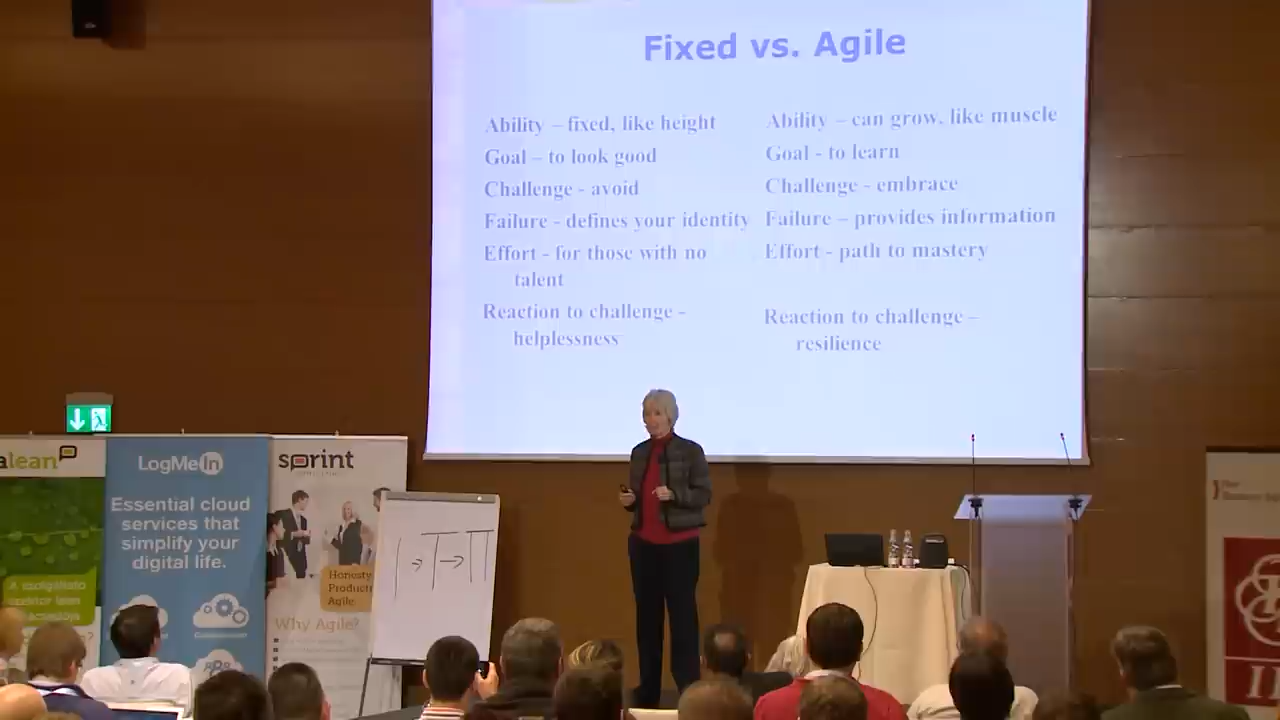 Fixed vs. Agile
Ability – fixed, like height
Goal – to look good
Challenge - avoid
Failure - defines your identity
Effort - for those with no
talent
Reaction to challenge -
helplessness
Ability – can grow, like muscle
Goal - to learn
Challenge - embrace
Failure – provides information
Effort - path to mastery
Reaction to challenge –
resilience
alean
LogMeIn
Essential cloud
services that
simplify your
digital life.
sprint
Honesty
Agile
Why Agile?